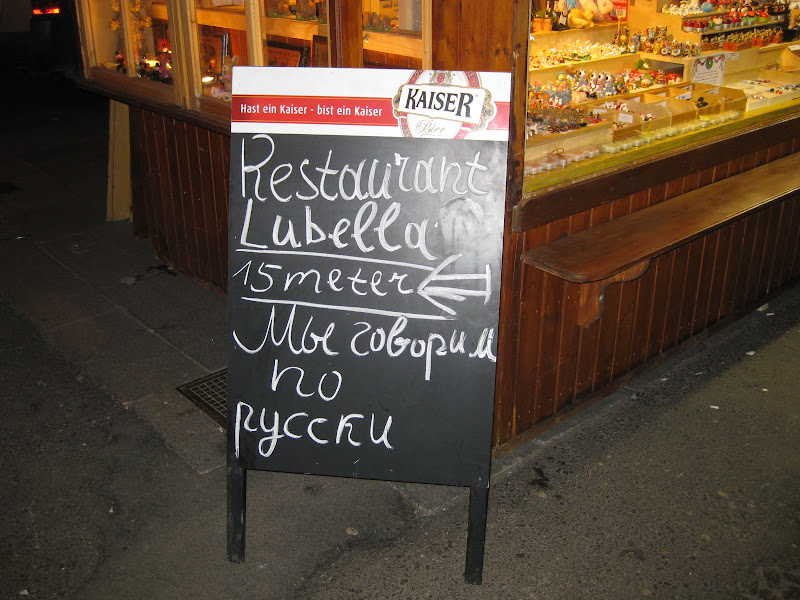 Hast ein Kaiser - bist ein Kaiser
KAISER
Bier
Restaurant
Lubella
15 meter
Мы говорим
по
русски